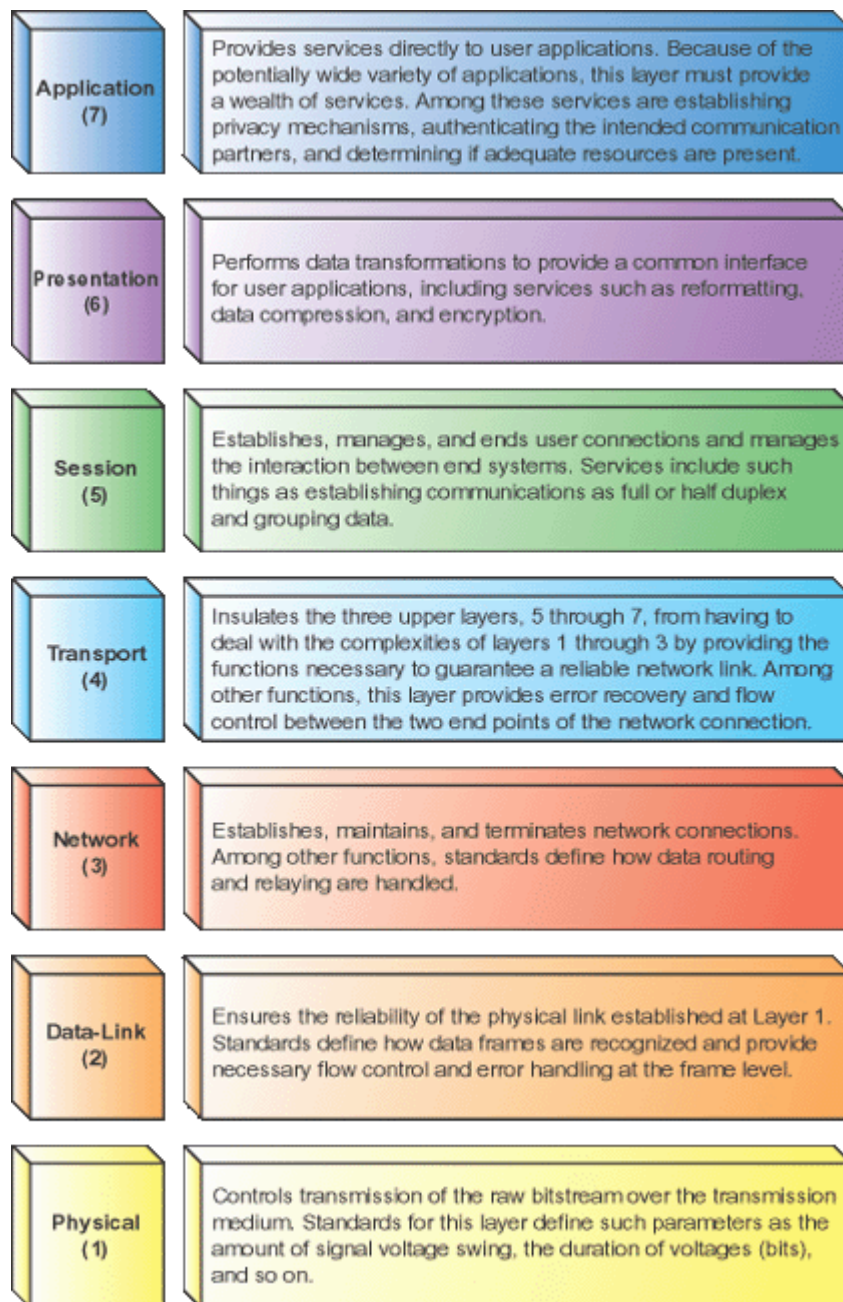 Application
(7)
Provides services directly to user applications. Because of the
potentially wide variety of applications, this layer must provide
a wealth of services. Among these services are establishing
privacy mechanisms, authenticating the intended communication
partners, and determining if adequate resources are present.
Presentation
(6)
Performs data transformations to provide a common interface
for user applications, including services such as reformatting,
data compression, and encryption.
Session
(5)
Establishes, manages, and ends user connections and manages
the interaction between end systems. Services include such
things as establishing communications as full or half duplex
and grouping data.
Transport
(4)
Insulates the three upper layers, 5 through 7, from having to
deal with the complexities of layers 1 through 3 by providing the
functions necessary to guarantee a reliable network link. Among
other functions, this layer provides error recovery and flow
control between the two end points of the network connection.
Network
(3)
Establishes, maintains, and terminates network connections.
Among other functions, standards define how data routing
and relaying are handled.
Data-Link
(2)
Ensures the reliability of the physical link established at Layer 1.
Standards define how data frames are recognized and provide
necessary flow control and error handling at the frame level.
Physical
(1)
Controls transmission of the raw bitstream over the transmission
medium. Standards for this layer define such parameters as the
amount of signal voltage swing, the duration of voltages (bits),
and so on.